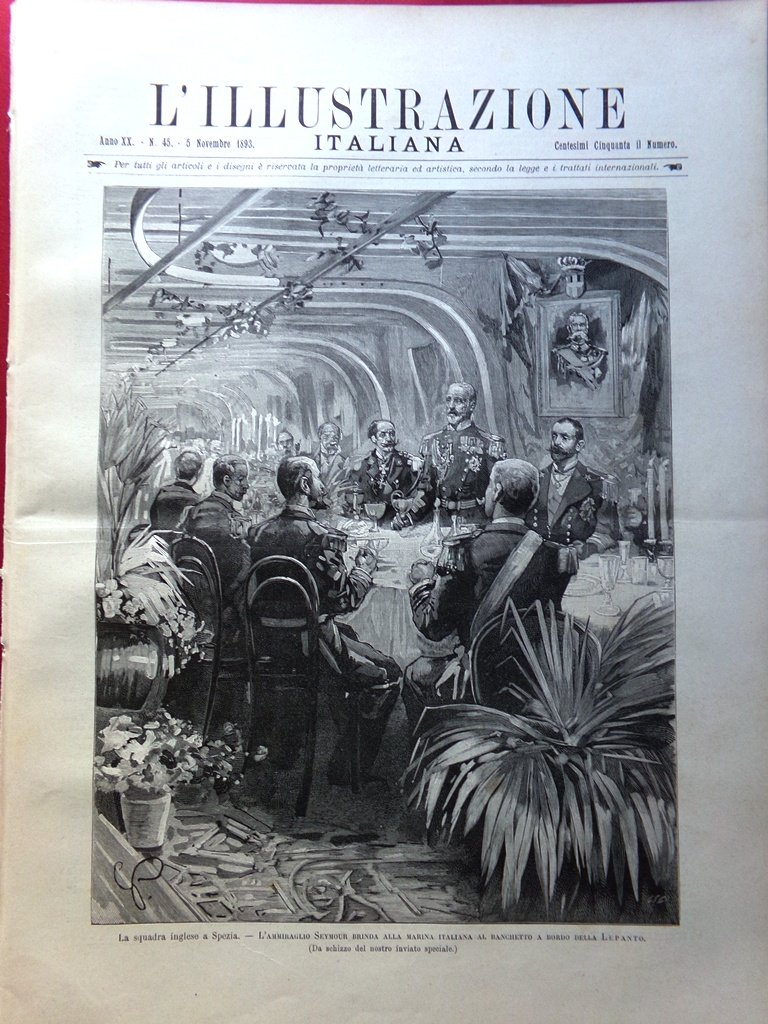 L'ILLUSTRAZIONE
Anno XX. - N. 45. - 5 Novembre 1893.
ITALIANA
Centesimi Cinquanta il Numero.
Per tutti gli articoli e i disegni è riservata la proprietà letteraria ed artistica, secondo la legge e i trattati internazionali.
La squadra inglese a Spezia. — L'AMMIRAGLIO SEYMOUR BRINDA ALLA MARINA ITALIANA AL BANCHETTO A BORDO DELLA LEPANTO.
(Da schizzo del nostro inviato speciale.)